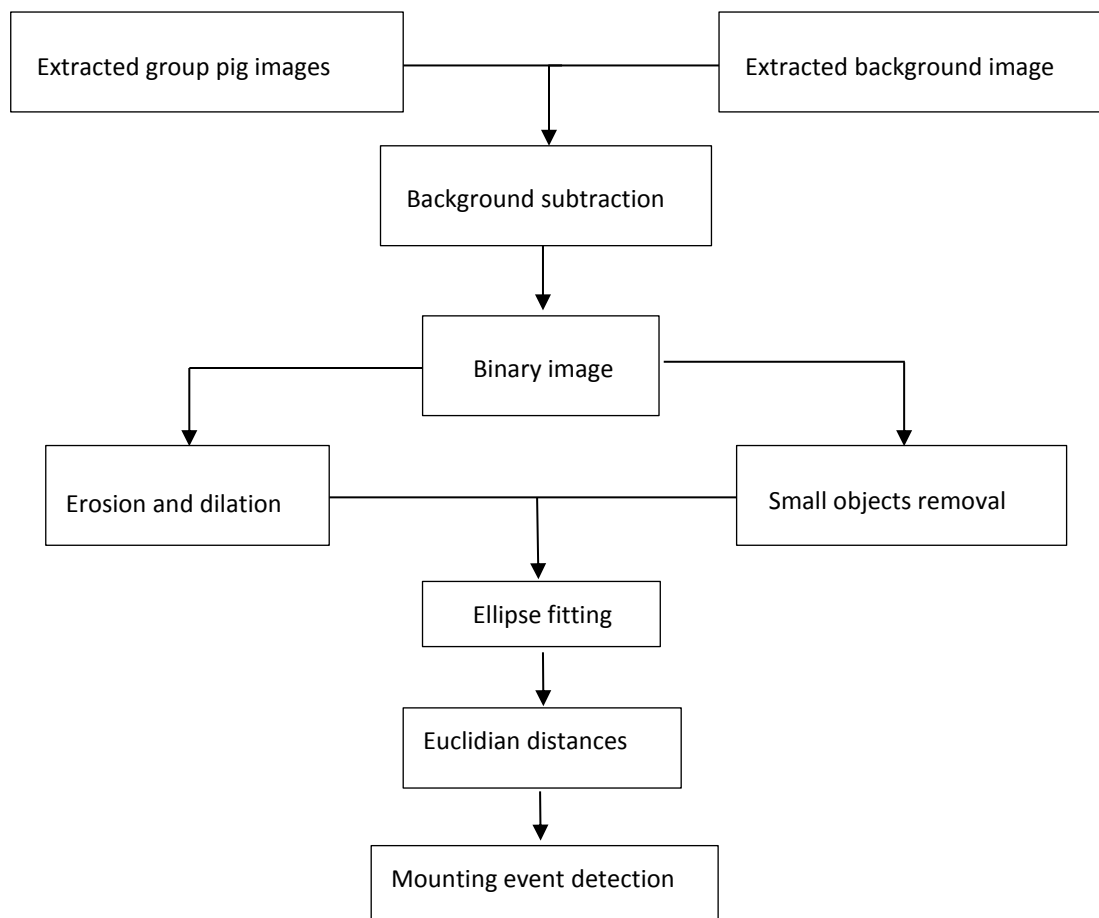 Extracted group pig images
Extracted background image
Background subtraction
Binary image
Erosion and dilation
Small objects removal
Ellipse fitting
Euclidian distances
Mounting event detection